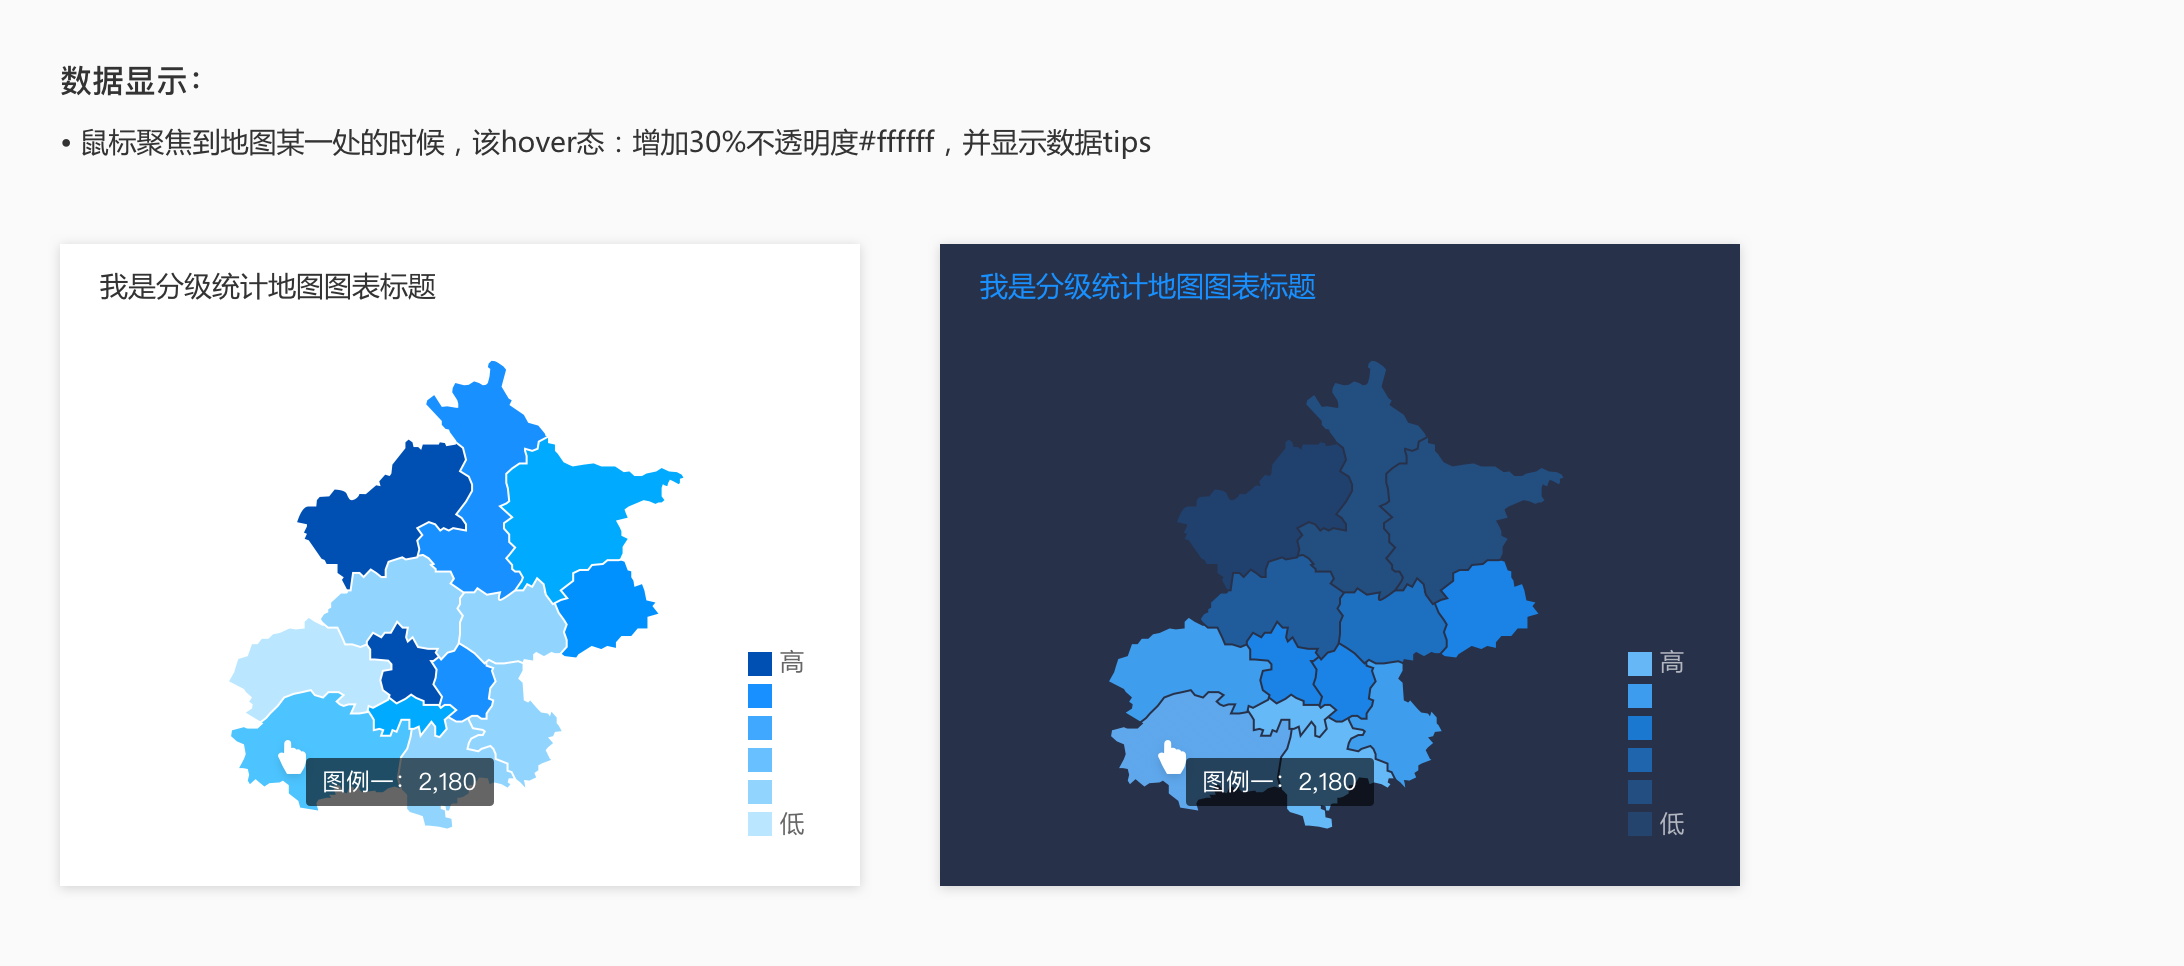 数据显示：
• 鼠标聚焦到地图某一处的时候，该hover态：增加30%不透明度#ffffff，并显示数据tips
我是分级统计地图图表标题
高
低
图例一：2,180
我是分级统计地图图表标题
高
低
图例一：2,180